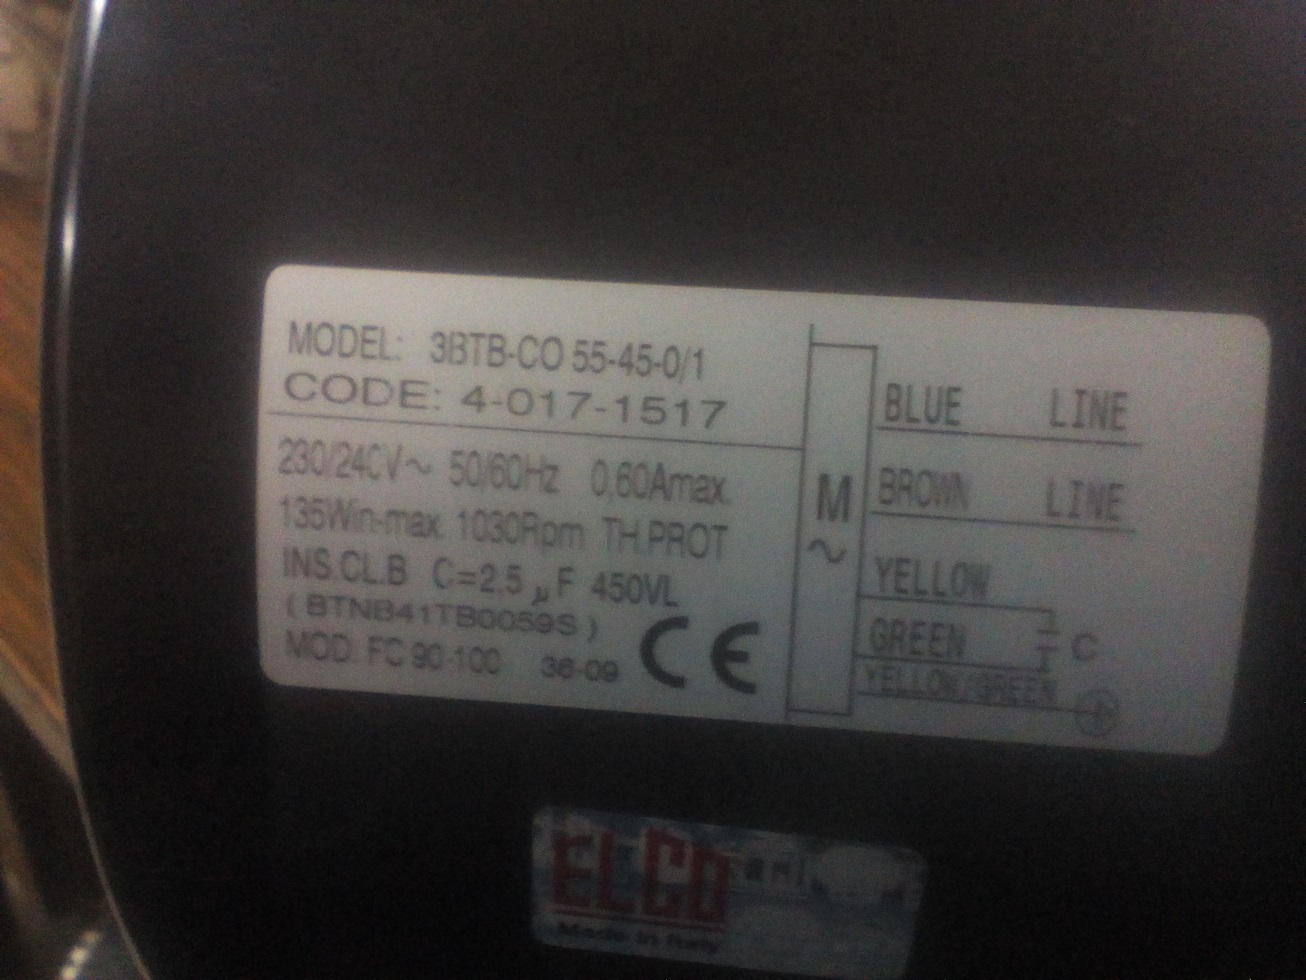 MODEL: 3BTB-CO 55-45-0/1
CODE: 4-017-1517
230/240V~ 50/60Hz 0,60Amax.
135Win-max. 1030Rpm TH.PROT
INS.CL.B C=2.5 µF 450VL
(BTNB41TB0059S)
MOD. FC 90-100 36-09 CE
M
~
BLUE LINE
BROWN LINE
YELLOW
GREEN C
YELLOW/GREEN
ELCO
Made in Italy